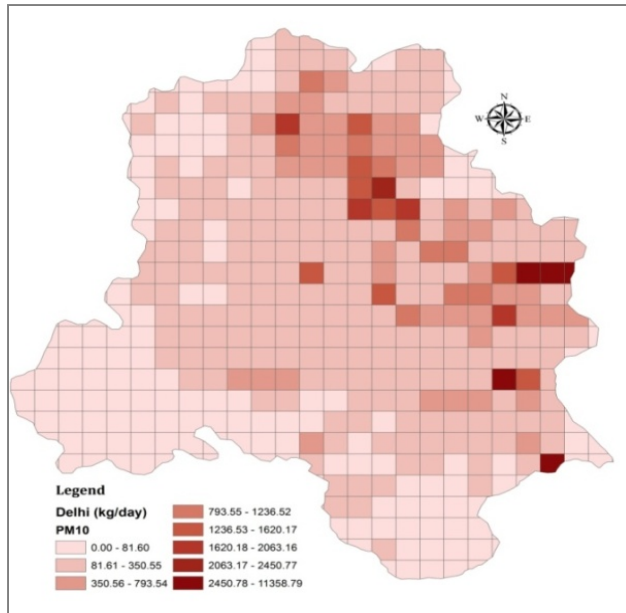 N
W E
S
Legend
Delhi (kg/day)
PM10
0.00 - 81.60
81.61 - 350.55
350.56 - 793.54
793.55 - 1236.52
1236.53 - 1620.17
1620.18 - 2063.16
2063.17 - 2450.77
2450.78 - 11358.79